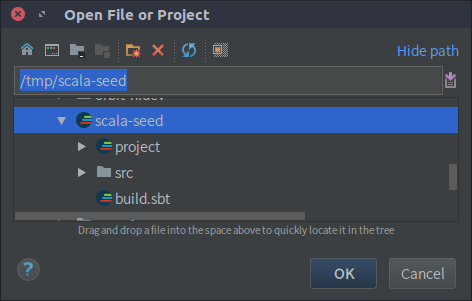 Open File or Project
Hide path
/tmp/scala-seed
scala-seed
project
src
build.sbt
Drag and drop a file into the space above to quickly locate it in the tree
?
OK
Cancel